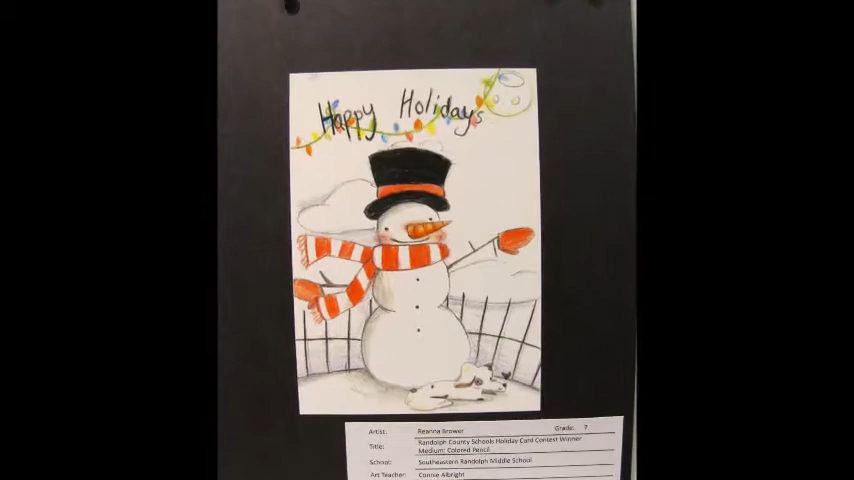 Happy Holidays
Artist: Reanna Brower Grade: 7
Title: Randolph County Schools Holiday Card Contest Winner
Medium: Colored Pencil
School: Southeastern Randolph Middle School
Art Teacher: Connie Albright